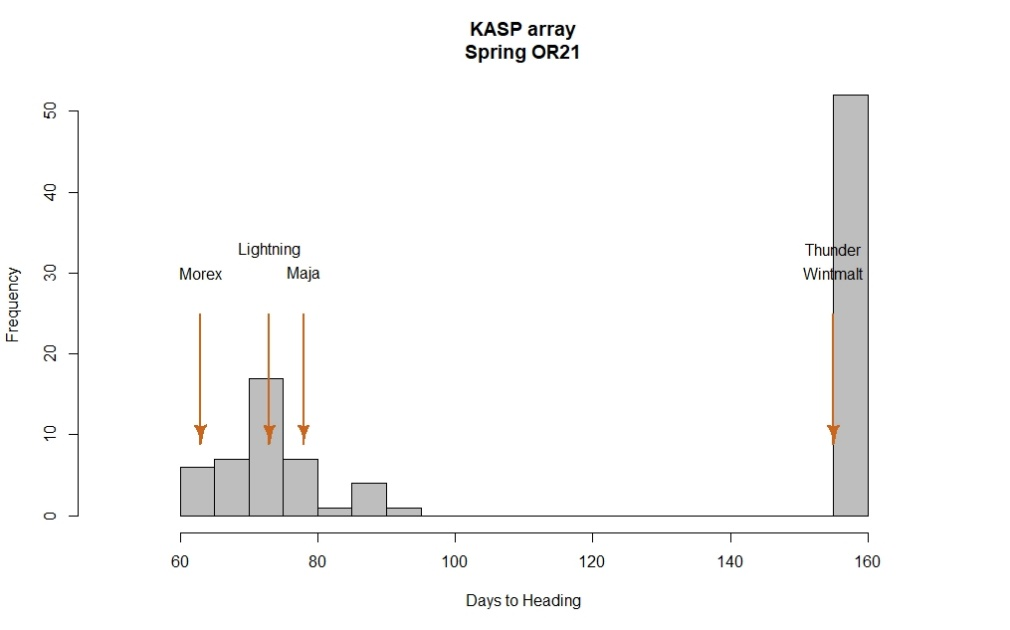 KASP array
Spring OR21
Frequency
50
40
30
20
10
0
Lightning
Morex
Maja
Thunder
Wintmalt
60 80 100 120 140 160
Days to Heading